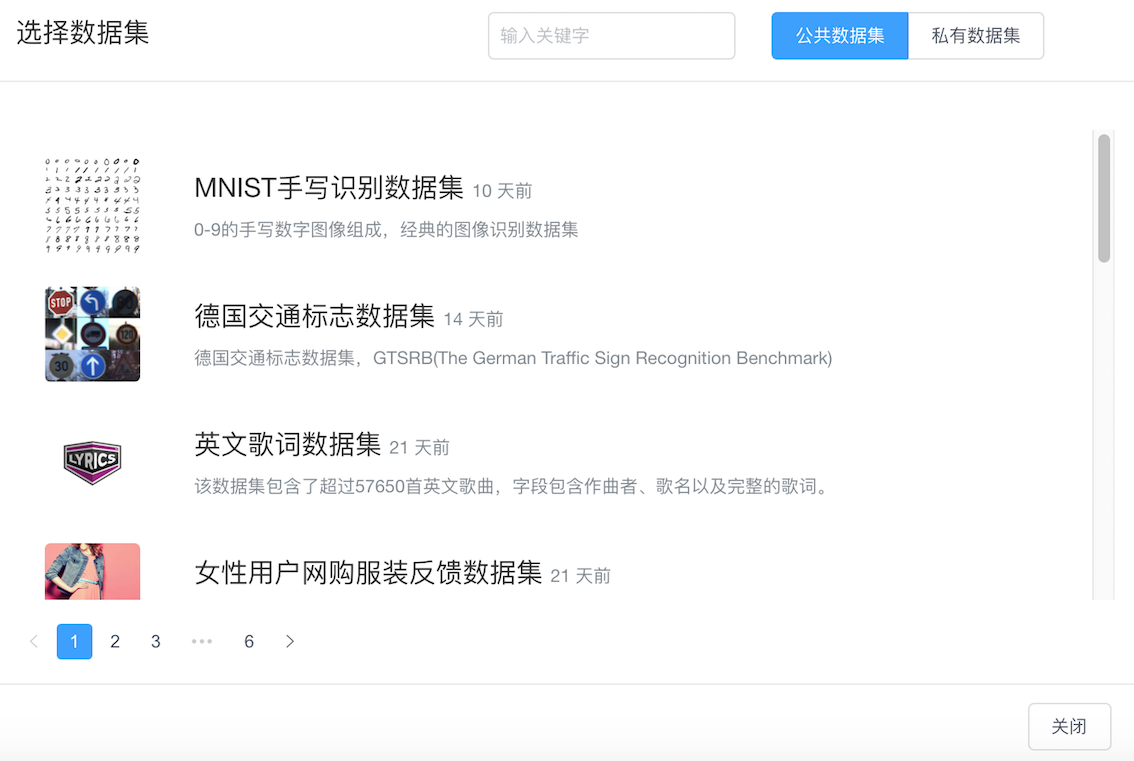 选择数据集
输入关键字
公共数据集
私有数据集
MNIST手写识别数据集 10 天前
0-9的手写数字图像组成，经典的图像识别数据集
STOP
30
德国交通标志数据集 14 天前
德国交通标志数据集，GTSRB(The German Traffic Sign Recognition Benchmark)
LYRICS
英文歌词数据集 21 天前
该数据集包含了超过57650首英文歌曲，字段包含作曲者、歌名以及完整的歌词。
女性用户网购服装反馈数据集 21 天前
1 2 3 ••• 6
关闭